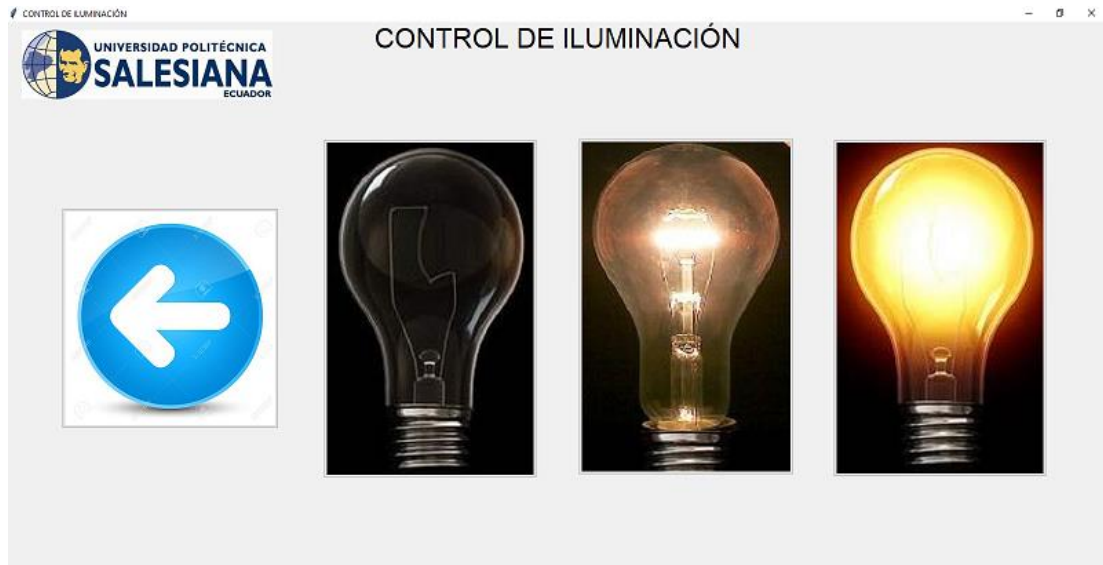 CONTROL DE ILUMINACIÓN
UNIVERSIDAD POLITÉCNICA
SALESIANA
ECUADOR
CONTROL DE ILUMINACIÓN